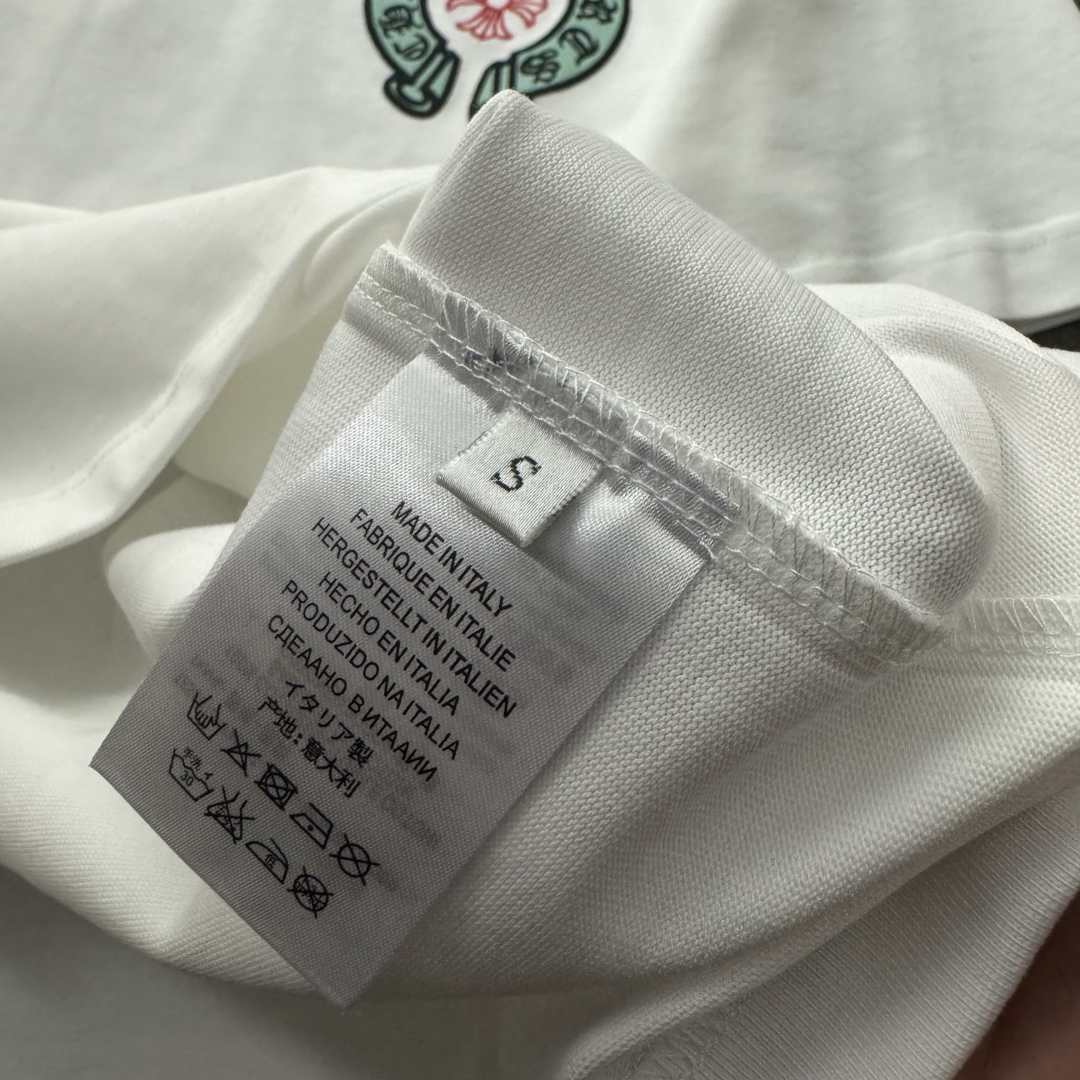 S
MADE IN ITALY
FABRIQUE EN ITALIE
HERGESTELLT IN ITALIEN
HECHO EN ITALIA
PRODUZIDO NA ITALIA
СДЕААНО В ИТААИИ
イタリア製
产地:意大利
30